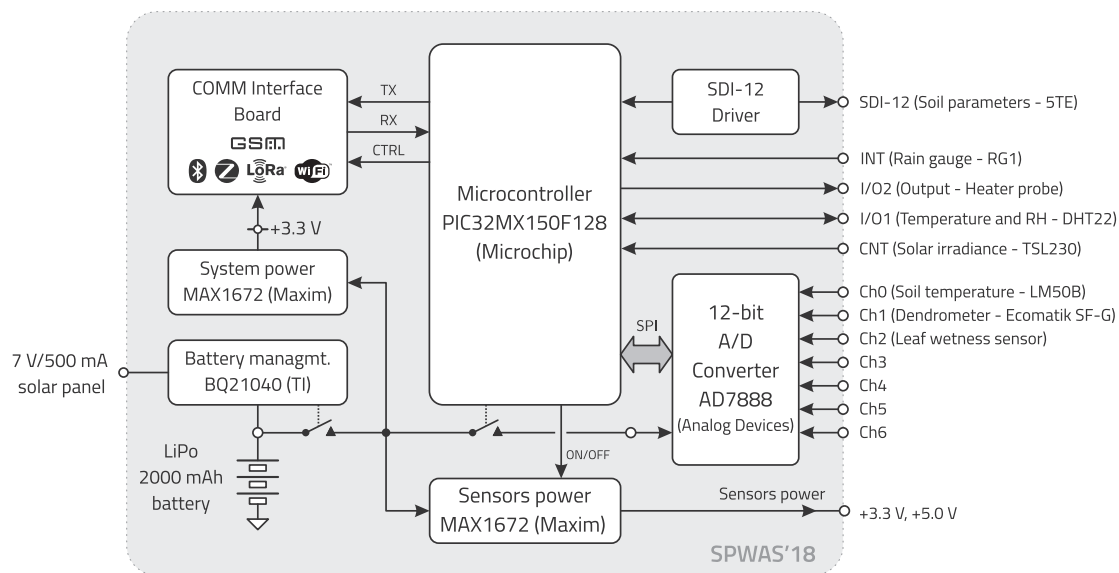 COMM Interface
Board
GSM
Z
LoRa
WiFi
TX
RX
CTRL
+3.3 V
System power
MAX1672 (Maxim)
7 V/500 mA
solar panel
Battery managmt.
BQ21040 (TI)
LiPo
2000 mAh
battery
Microcontroller
PIC32MX150F128
(Microchip)
SPI
ON/OFF
Sensors power
MAX1672 (Maxim)
SDI-12
Driver
12-bit
A/D
Converter
AD7888
(Analog Devices)
SDI-12 (Soil parameters - 5TE)
INT (Rain gauge - RG1)
I/O2 (Output - Heater probe)
I/O1 (Temperature and RH - DHT22)
CNT (Solar irradiance - TSL230)
Ch0 (Soil temperature - LM50B)
Ch1 (Dendrometer - Ecomatik SF-G)
Ch2 (Leaf wetness sensor)
Ch3
Ch4
Ch5
Ch6
Sensors power
+3.3 V, +5.0 V
SPWAS'18